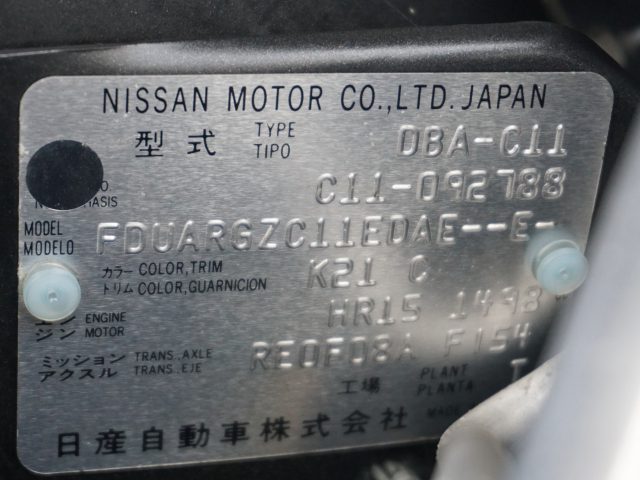 NISSAN MOTOR CO.,LTD. JAPAN
型式 TYPE TIPO DBA-C11
C11-092788
MODEL MODELO FDUARGZC11EDAE--E-
カラー COLOR,TRIM トリム COLOR,GUARNICION K21 C
ENGINE MOTOR HR15 1498
ミッション TRANS.,AXLE アクスル TRANS.,EJE RE0F08A F154
工場 PLANT PLANTA
日産自動車株式会社 MADE